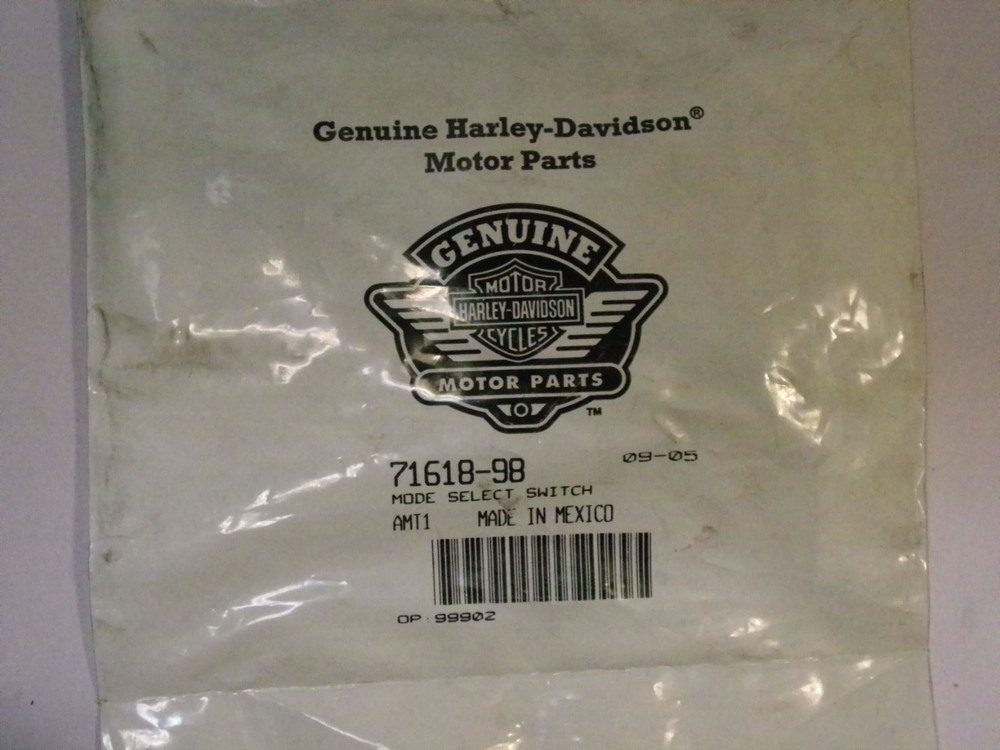 Genuine Harley-Davidson®
Motor Parts
GENUINE
MOTOR
HARLEY-DAVIDSON
CYCLES
MOTOR PARTS
TM
09-05
71618-98
MODE SELECT SWITCH
AMT1 MADE IN MEXICO
OP:99902